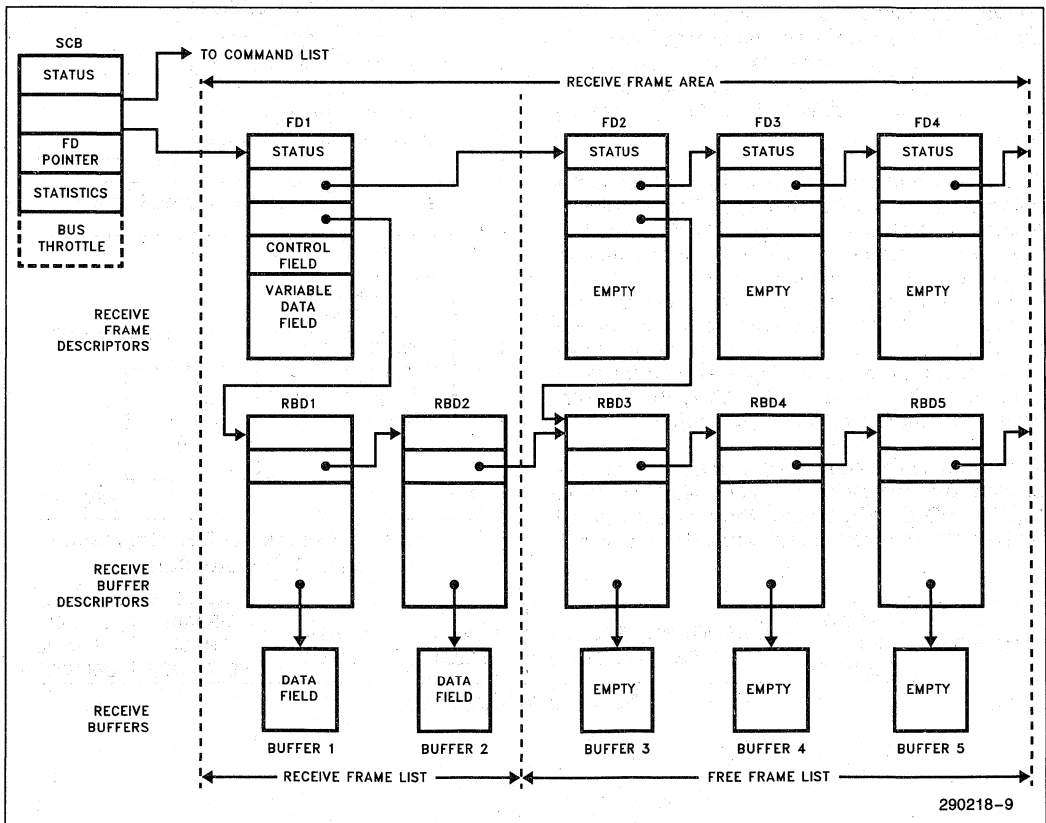 SCB
STATUS
FD
POINTER
STATISTICS
BUS
THROTTLE
TO COMMAND LIST
RECEIVE FRAME AREA
FD1
STATUS
CONTROL
FIELD
VARIABLE
DATA
FIELD
FD2
STATUS
EMPTY
FD3
STATUS
EMPTY
FD4
STATUS
EMPTY
RECEIVE
FRAME
DESCRIPTORS
RBD1
RBD2
RBD3
RBD4
RBD5
RECEIVE
BUFFER
DESCRIPTORS
DATA
FIELD
DATA
FIELD
EMPTY
EMPTY
EMPTY
RECEIVE
BUFFERS
BUFFER 1
BUFFER 2
BUFFER 3
BUFFER 4
BUFFER 5
RECEIVE FRAME LIST
FREE FRAME LIST
290218-9